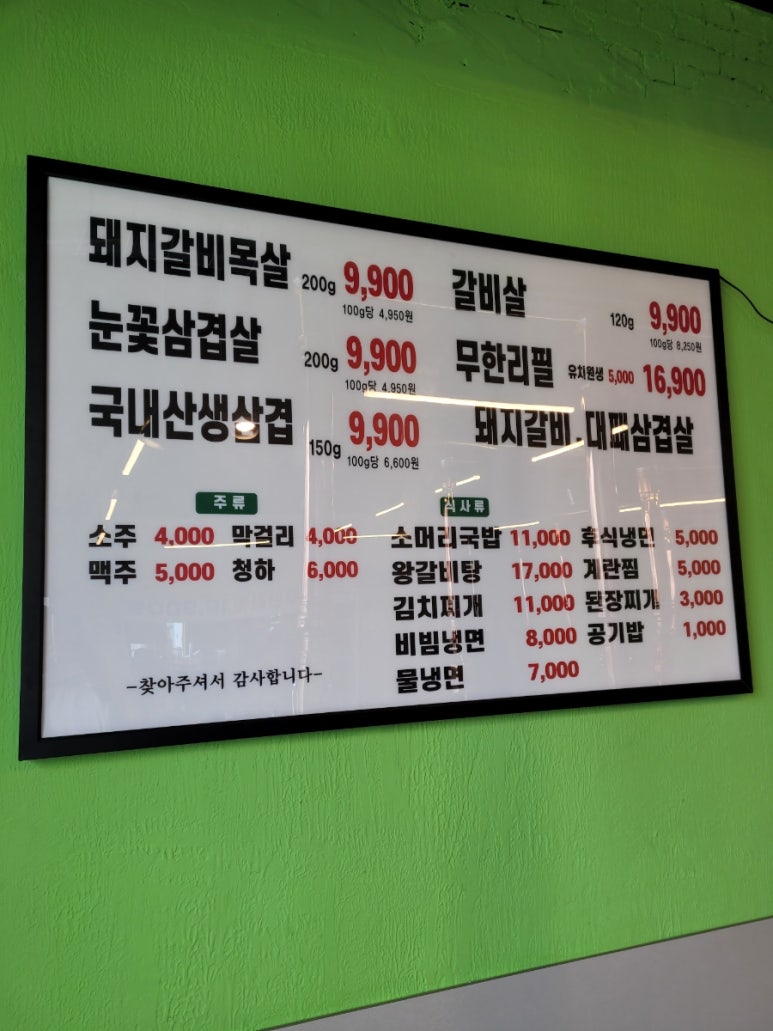 돼지갈비목살 200g 9,900
100g당 4,950원
눈꽃삼겹살 200g 9,900
100g당 4,950원
국내산생삼겹 150g 9,900
100g당 6,600원
갈비살 120g 9,900
100g당 8,250원
무한리필 유차원생 5,000 16,900
돼지갈비.대패삼겹살
주류
소주 4,000 막걸리 4,000
맥주 5,000 청하 6,000
식사류
소머리국밥 11,000 후식냉면 5,000
왕갈비탕 17,000 계란찜 5,000
김치찌개 11,000 된장찌개 3,000
비빔냉면 8,000 공기밥 1,000
물냉면 7,000
-찾아주셔서 감사합니다-